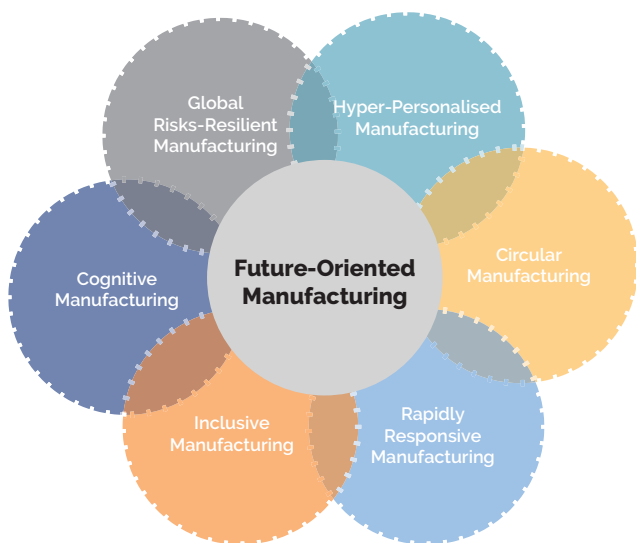 Global
Risks-Resilient
Manufacturing
Hyper-Personalised
Manufacturing
Circular
Manufacturing
Rapidly
Responsive
Manufacturing
Inclusive
Manufacturing
Cognitive
Manufacturing
Future-Oriented
Manufacturing